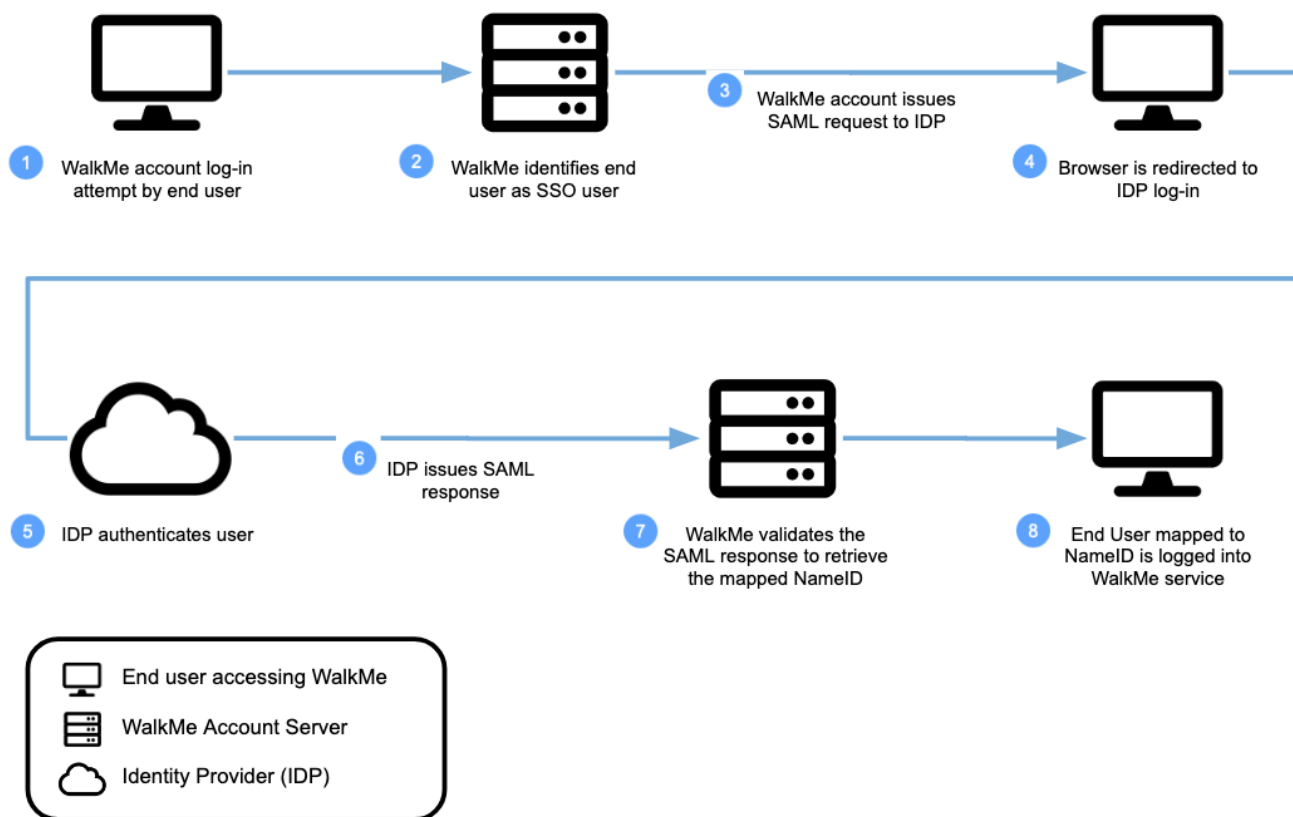 1
WalkMe account log-in
attempt by end user
2
WalkMe identifies end
user as SSO user
3
WalkMe account issues
SAML request to IDP
4
Browser is redirected to
IDP log-in
5
IDP authenticates user
6
IDP issues SAML
response
7
WalkMe validates the
SAML response to retrieve
the mapped NameID
8
End User mapped to
NameID is logged into
WalkMe service
End user accessing WalkMe
WalkMe Account Server
Identity Provider (IDP)